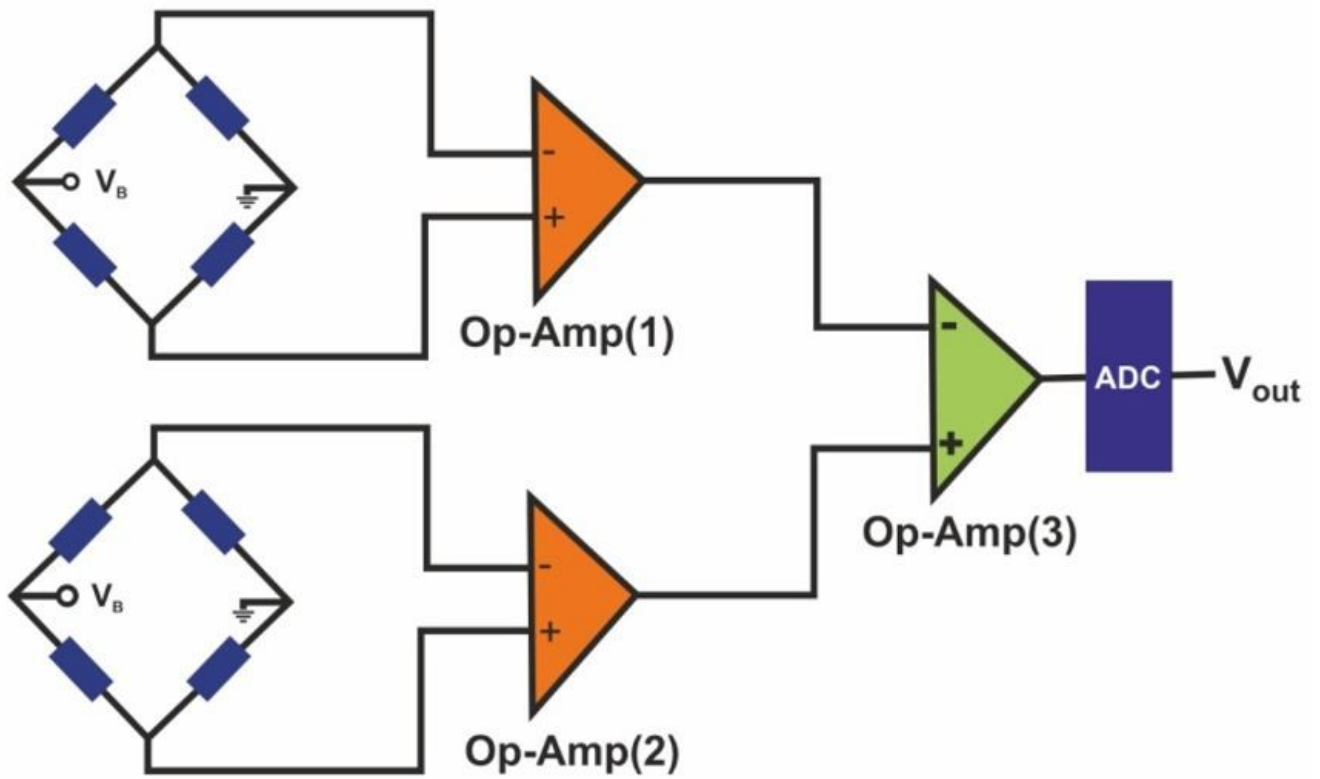 -
V_B
+
Op-Amp(1)
-
ADC
V_out
+
Op-Amp(3)
-
V_B
+
Op-Amp(2)